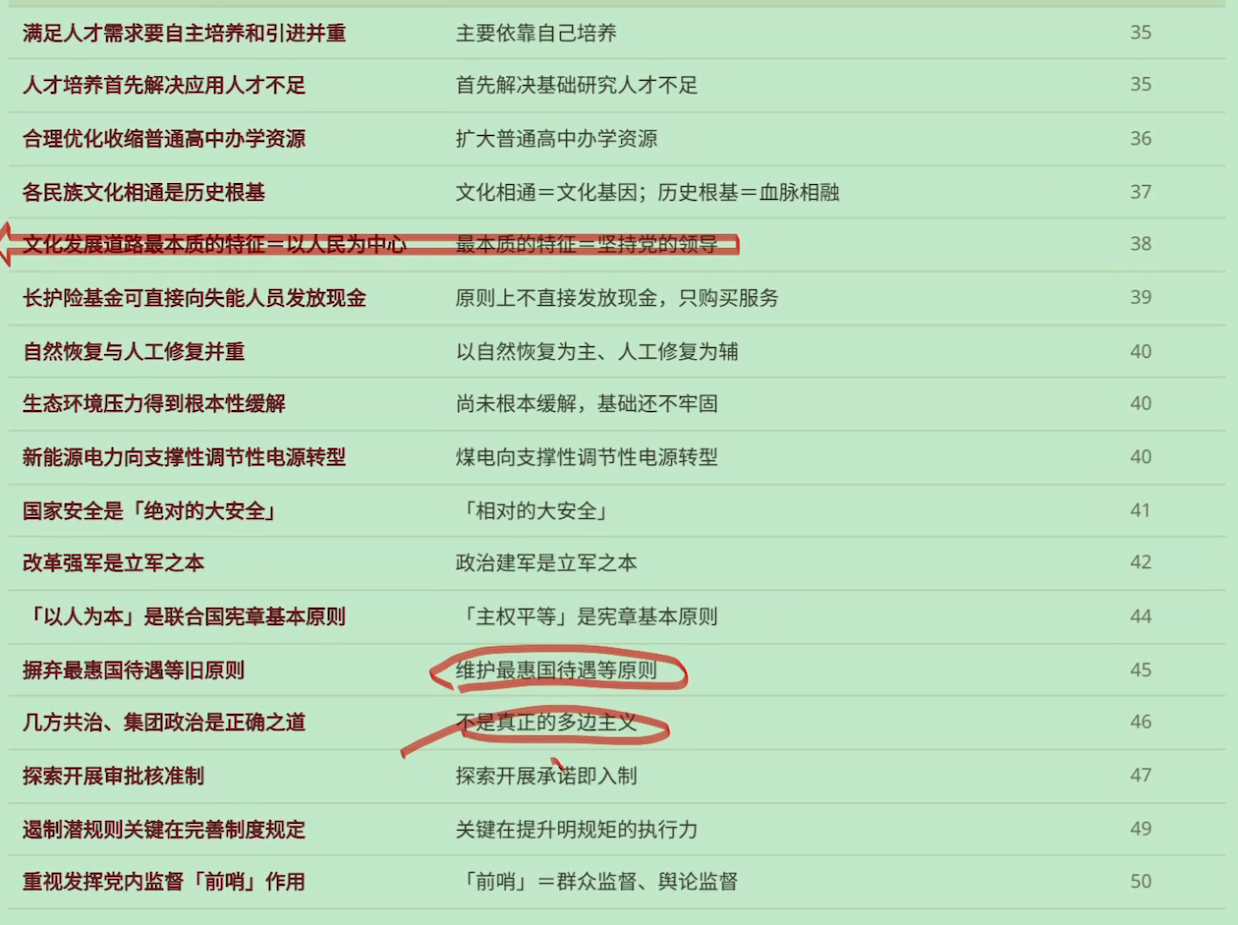 满足人才需求要自主培养和引进并重 主要依靠自己培养 35
人才培养首先解决应用人才不足 首先解决基础研究人才不足 35
合理优化收缩普通高中办学资源 扩大普通高中办学资源 36
各民族文化相通是历史根基 文化相通＝文化基因；历史根基＝血脉相融 37
文化发展道路最本质的特征＝以人民为中心 最本质的特征＝坚持党的领导 38
长护险基金可直接向失能人员发放现金 原则上不直接发放现金，只购买服务 39
自然恢复与人工修复并重 以自然恢复为主、人工修复为辅 40
生态环境压力得到根本性缓解 尚未根本缓解，基础还不牢固 40
新能源电力向支撑性调节性电源转型 煤电向支撑性调节性电源转型 40
国家安全是「绝对的大安全」 「相对的大安全」 41
改革强军是立军之本 政治建军是立军之本 42
「以人为本」是联合国宪章基本原则 「主权平等」是宪章基本原则 44
摒弃最惠国待遇等旧原则 维护最惠国待遇等原则 45
几方共治、集团政治是正确之道 不是真正的多边主义 46
探索开展审批核准制 探索开展承诺即入制 47
遏制潜规则关键在完善制度规定 关键在提升明规矩的执行力 49
重视发挥党内监督「前哨」作用 「前哨」＝群众监督、舆论监督 50